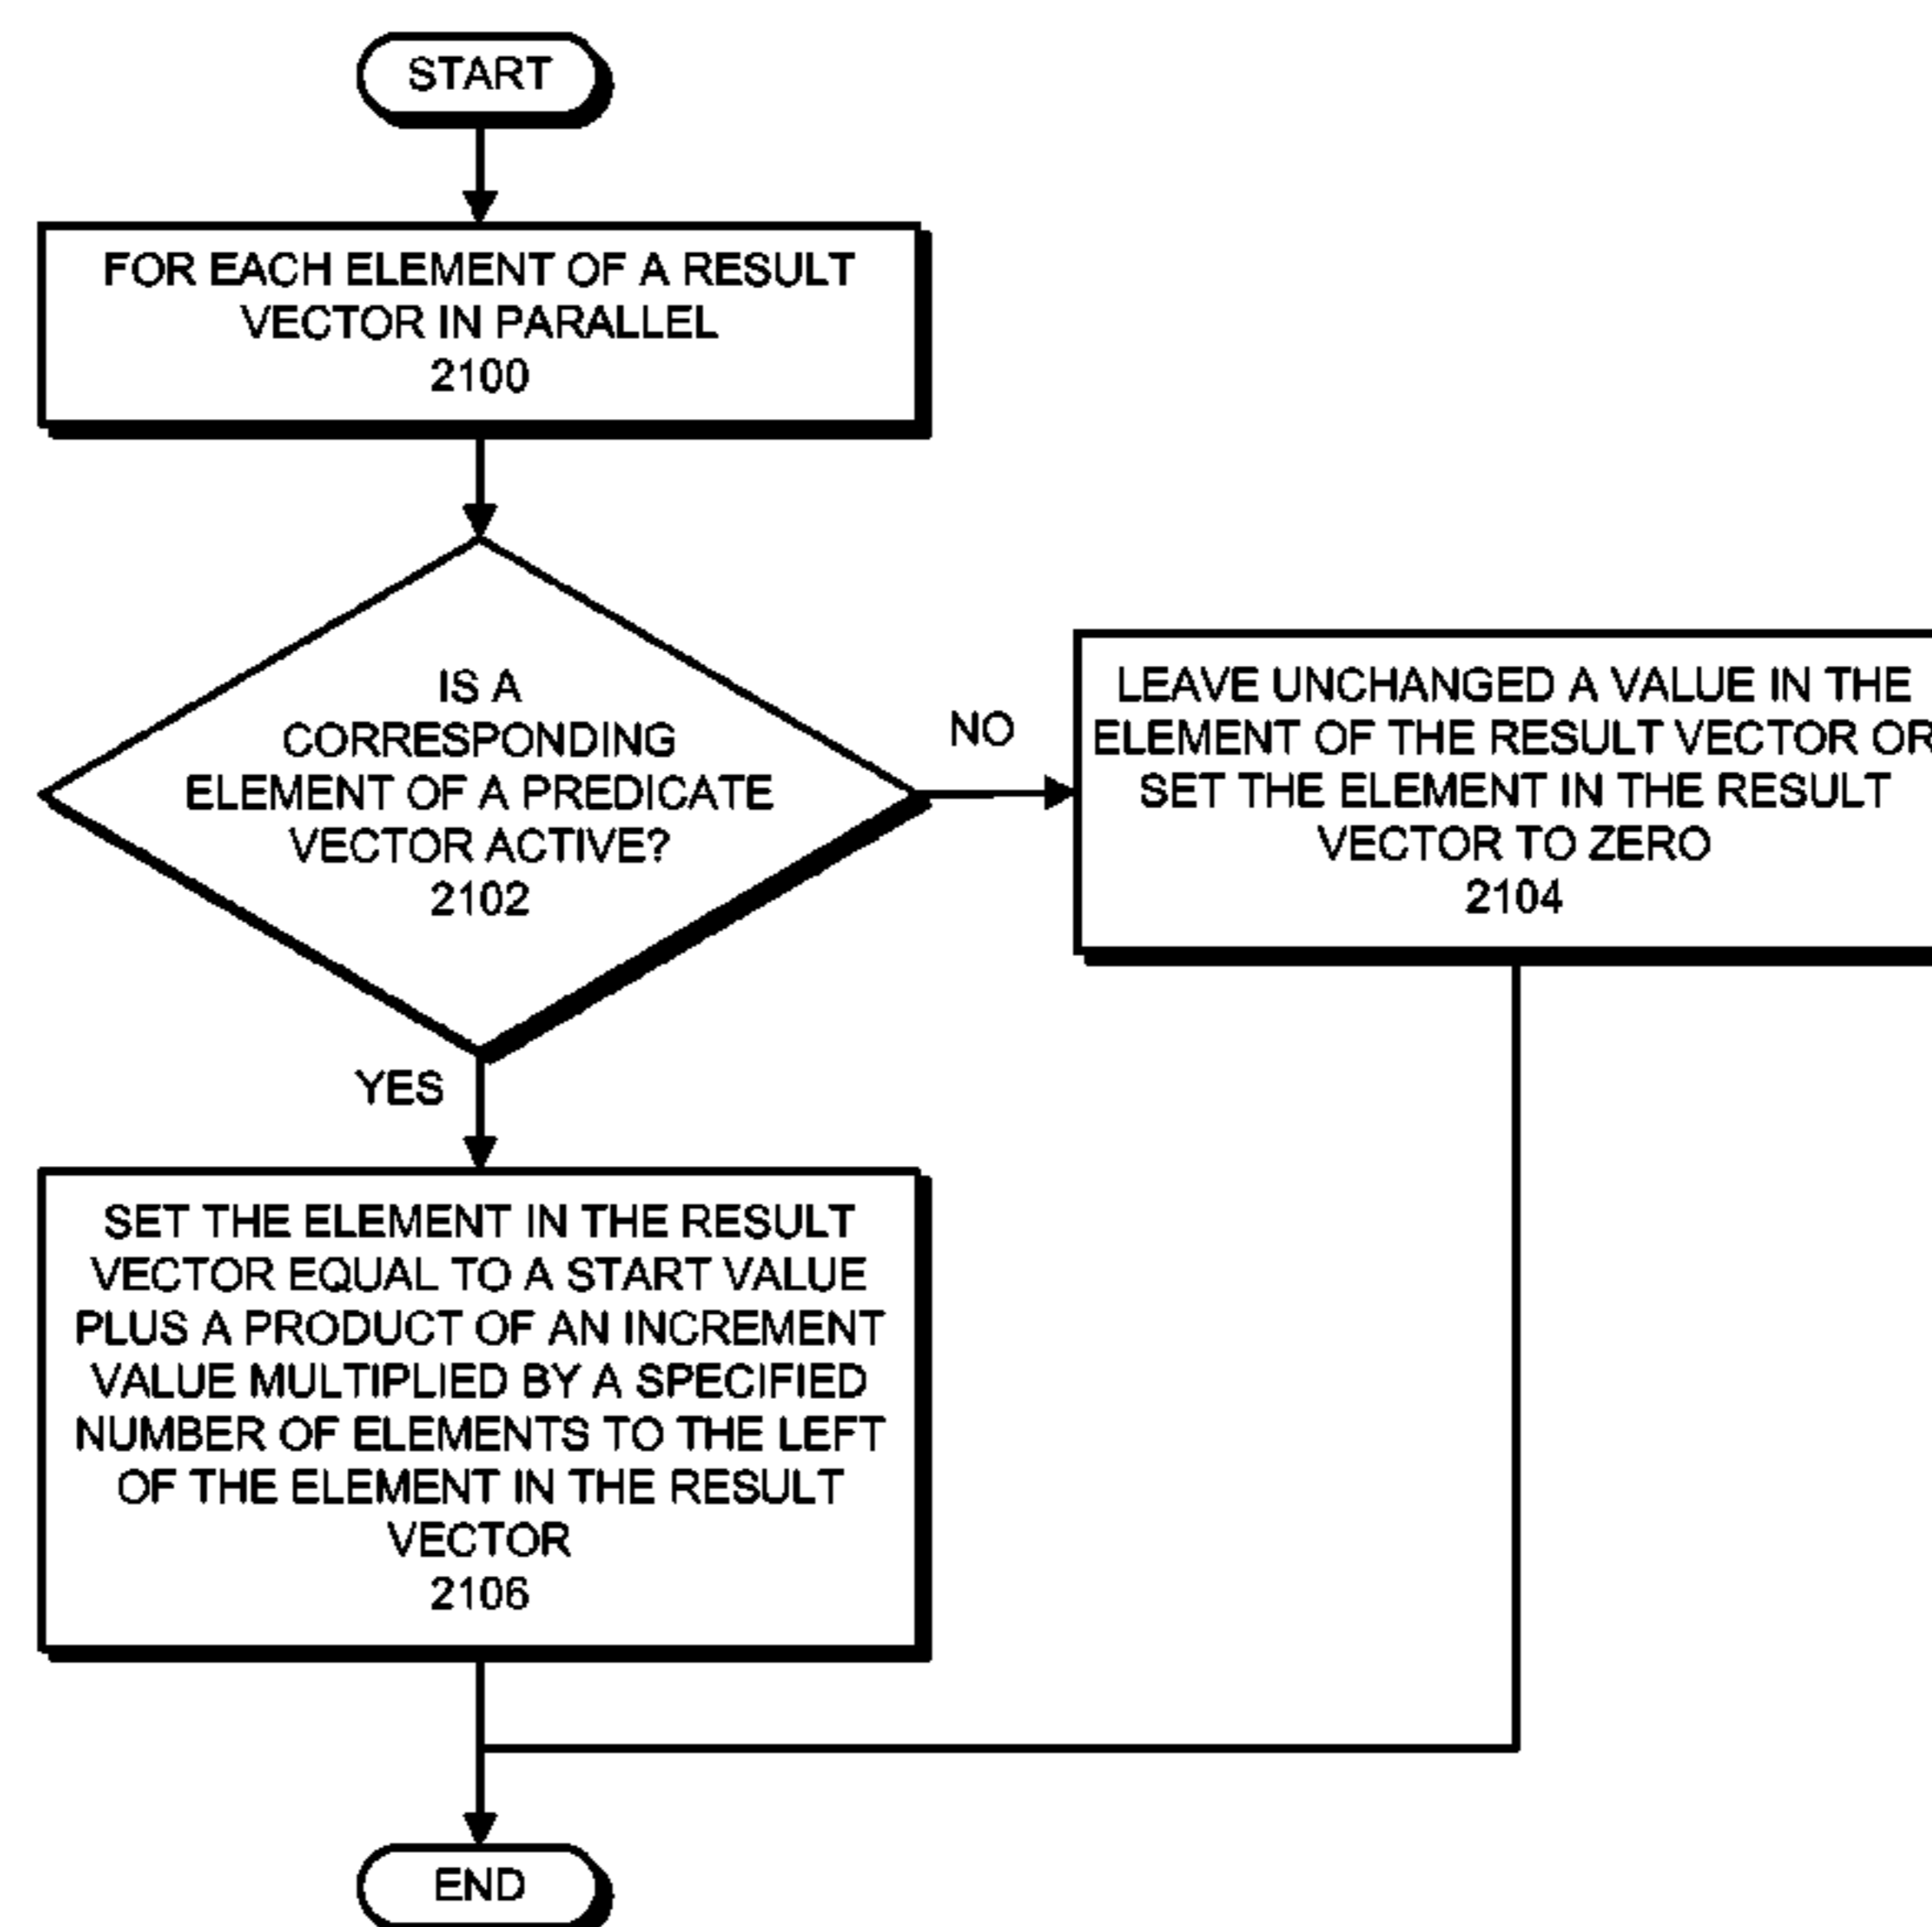 START
FOR EACH ELEMENT OF A RESULT
VECTOR IN PARALLEL
2100
IS A
CORRESPONDING
ELEMENT OF A PREDICATE
VECTOR ACTIVE?
2102
NO
LEAVE UNCHANGED A VALUE IN THE
ELEMENT OF THE RESULT VECTOR OR
SET THE ELEMENT IN THE RESULT
VECTOR TO ZERO
2104
YES
SET THE ELEMENT IN THE RESULT
VECTOR EQUAL TO A START VALUE
PLUS A PRODUCT OF AN INCREMENT
VALUE MULTIPLIED BY A SPECIFIED
NUMBER OF ELEMENTS TO THE LEFT
OF THE ELEMENT IN THE RESULT
VECTOR
2106
END